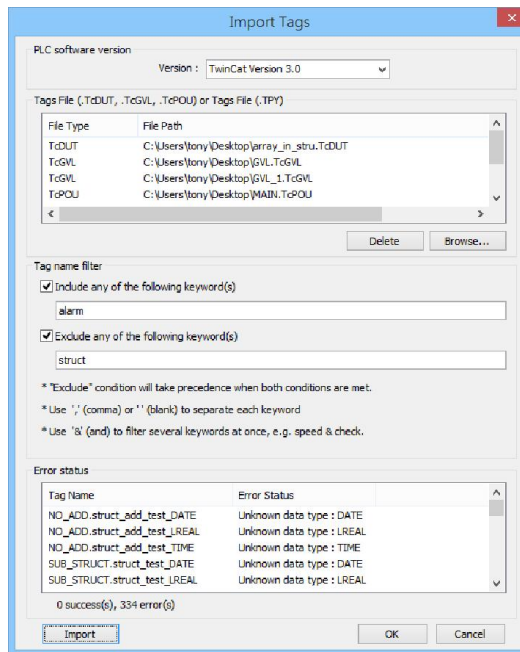 Import Tags
PLC software version
Version : TwinCat Version 3.0
Tags File (.TcDUT, .TcGVL, .TcPOU) or Tags File (.TPY)
File Type File Path
TcDUT C:\Users\tony\Desktop\array_in_stru.TcDUT
TcGVL C:\Users\tony\Desktop\GVL.TcGVL
TcGVL C:\Users\tony\Desktop\GVL_1.TcGVL
TcPOU C:\Users\tony\Desktop\MAIN.TcPOU
Delete Browse...
Tag name filter
Include any of the following keyword(s)
alarm
Exclude any of the following keyword(s)
struct
* "Exclude" condition will take precedence when both conditions are met.
* Use ',' (comma) or ' ' (blank) to separate each keyword
* Use '&' (and) to filter several keywords at once, e.g. speed & check.
Error status
Tag Name Error Status
NO_ADD.struct_add_test_DATE Unknown data type : DATE
NO_ADD.struct_add_test_LREAL Unknown data type : LREAL
NO_ADD.struct_add_test_TIME Unknown data type : TIME
SUB_STRUCT.struct_test_DATE Unknown data type : DATE
SUB_STRUCT.struct_test_LREAL Unknown data type : LREAL
0 success(s), 334 error(s)
Import OK Cancel